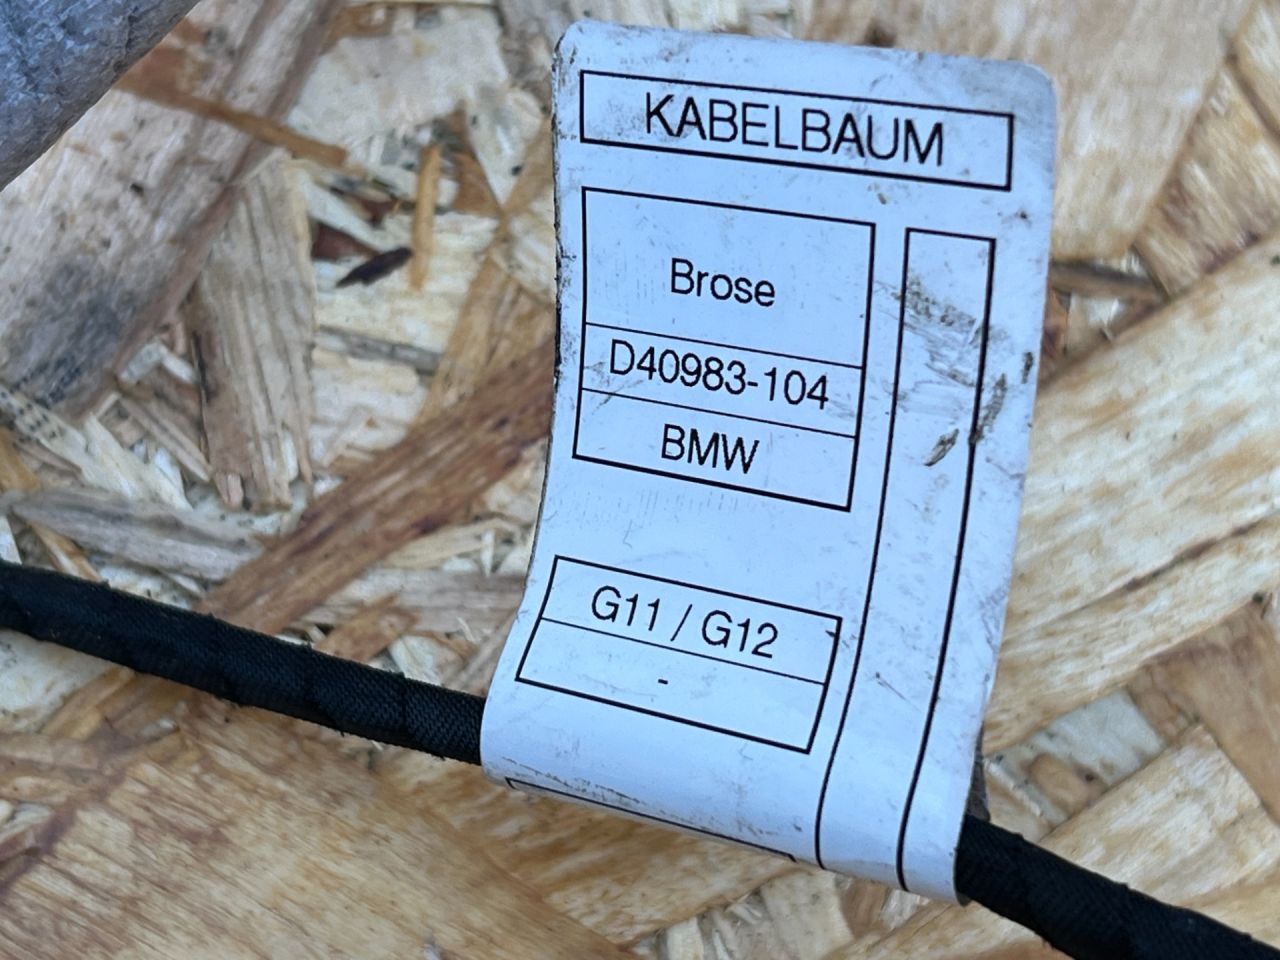 KABELBAUM
Brose
D40983-104
BMW
G11 / G12
-